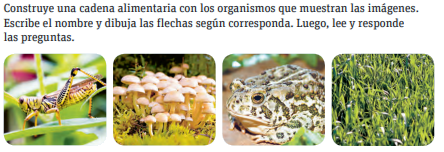 Construye una cadena alimentaria con los organismos que muestran las imágenes.
Escribe el nombre y dibuja las flechas según corresponda. Luego, lee y responde
las preguntas.